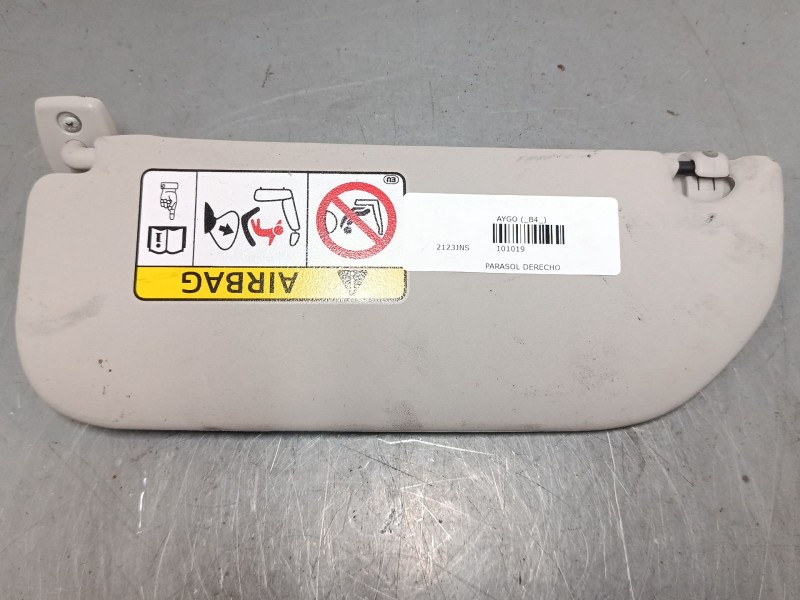 EU
AIRBAG
AYGO (_B4_)
2123INS
101019
PARASOL DERECHO